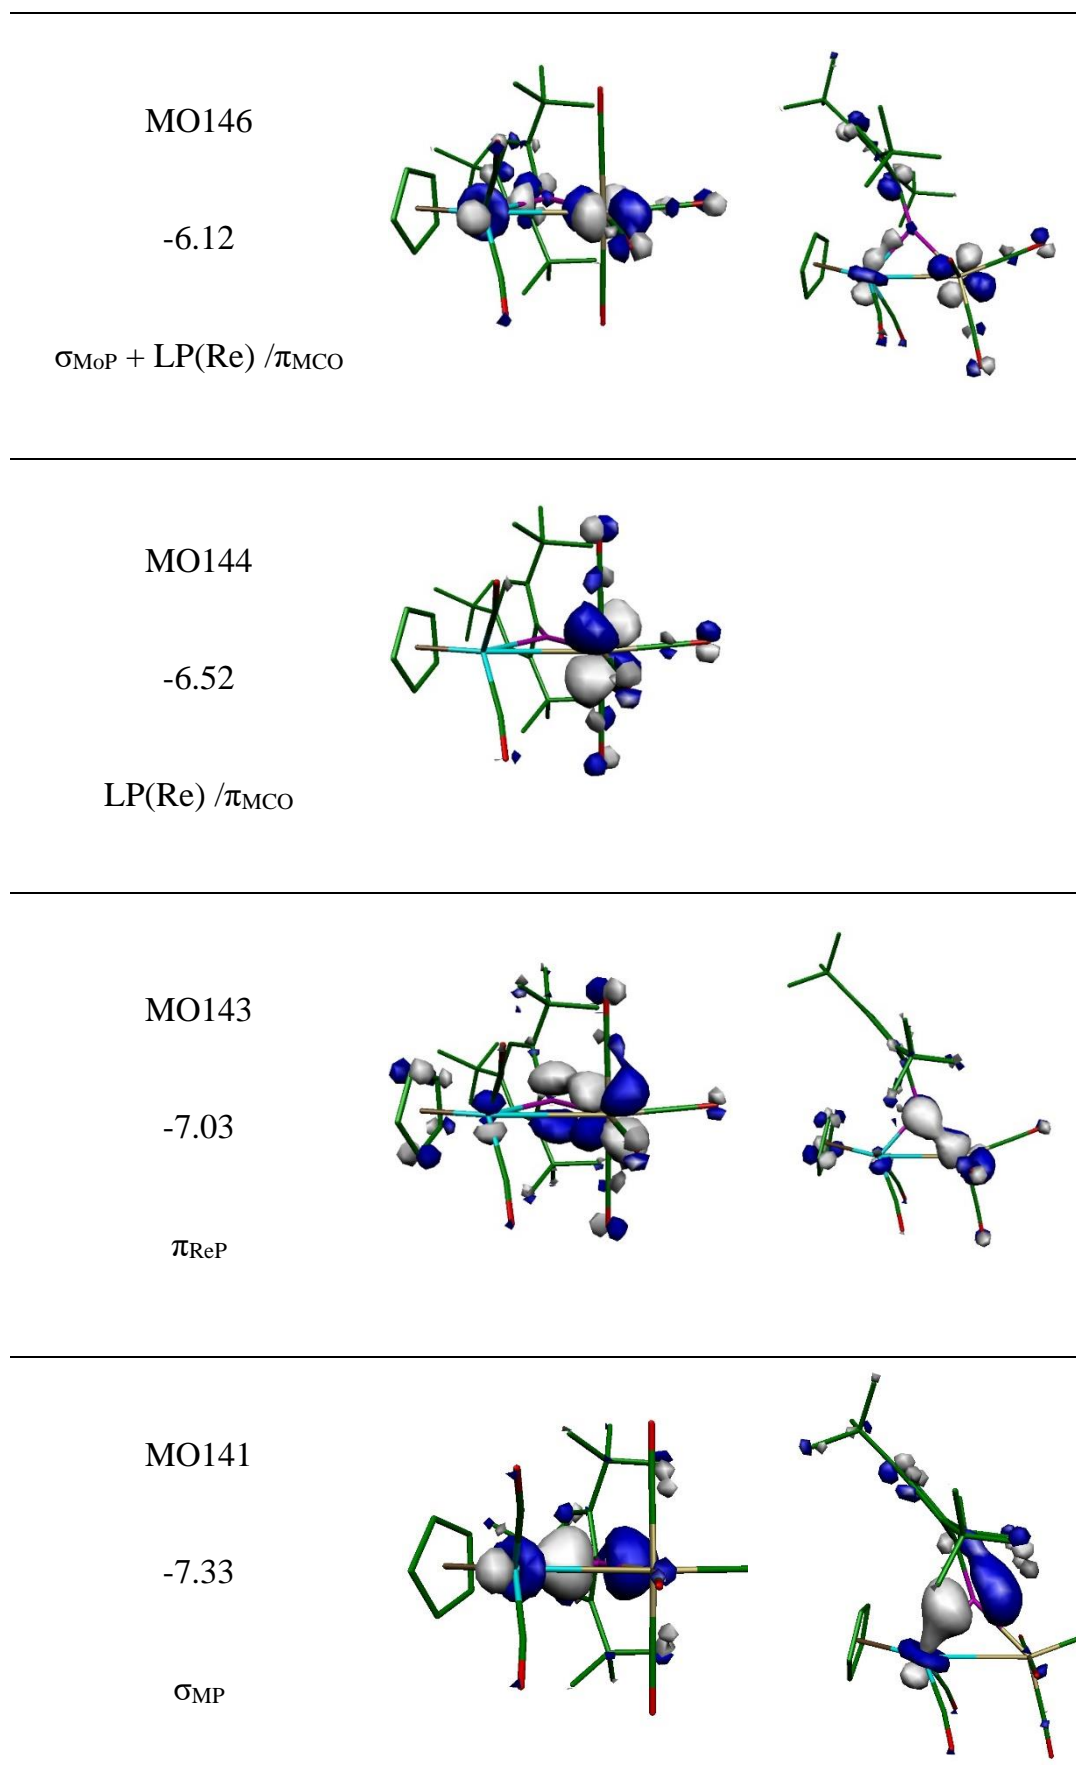 MO146
-6.12
σMoP + LP(Re) /πMCO
MO144
-6.52
LP(Re) /πMCO
MO143
-7.03
πReP
MO141
-7.33
σMP